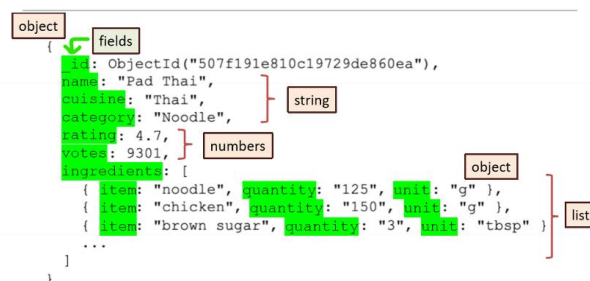 object
{
fields
_id: ObjectId("507f191e810c19729de860ea"),
name: "Pad Thai",
cuisine: "Thai",
category: "Noodle",
string
rating: 4.7,
votes: 9301,
numbers
ingredients: [
object
{ item: "noodle", quantity: "125", unit: "g" },
{ item: "chicken", quantity: "150", unit: "g" },
{ item: "brown sugar", quantity: "3", unit: "tbsp" }
list
...
]
}